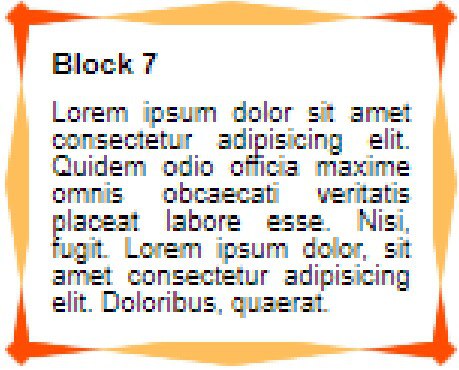 Block 7
Lorem ipsum dolor sit amet
consectetur adipisicing elit.
Quidem odio officia maxime
omnis obcaecati veritatis
placeat labore esse. Nisi,
fugit. Lorem ipsum dolor, sit
amet consectetur adipisicing
elit. Doloribus, quaerat.